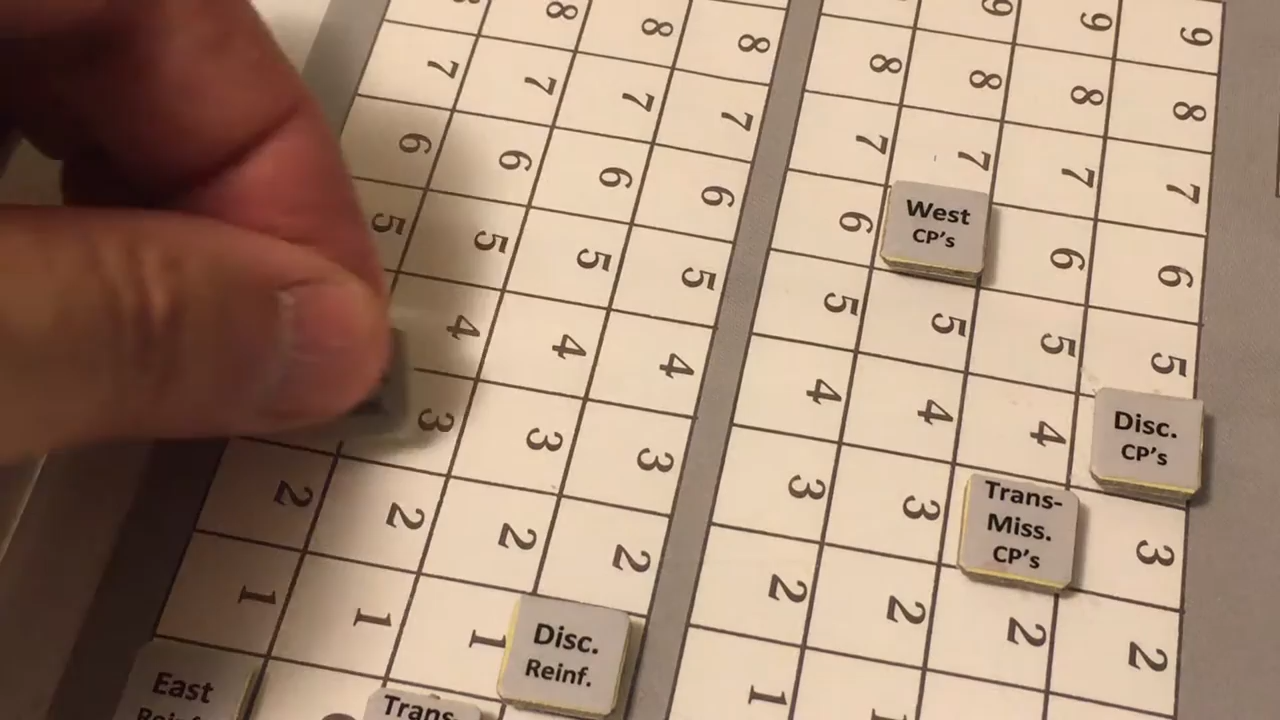 8 8 8
7 7 7 7
6 6 6 6
5 5 5 5
4 4 4
3 3 3
2 2 2 2
1 1 1
Disc.
Reinf.
East
Trans-
9 9 9
8 8 8 8
7 7 7 7
6
West
CP's
6 6
5 5 5 5
4 4 4
Disc.
CP's
3 3
Trans-
Miss.
CP's
3
2 2 2 2
1